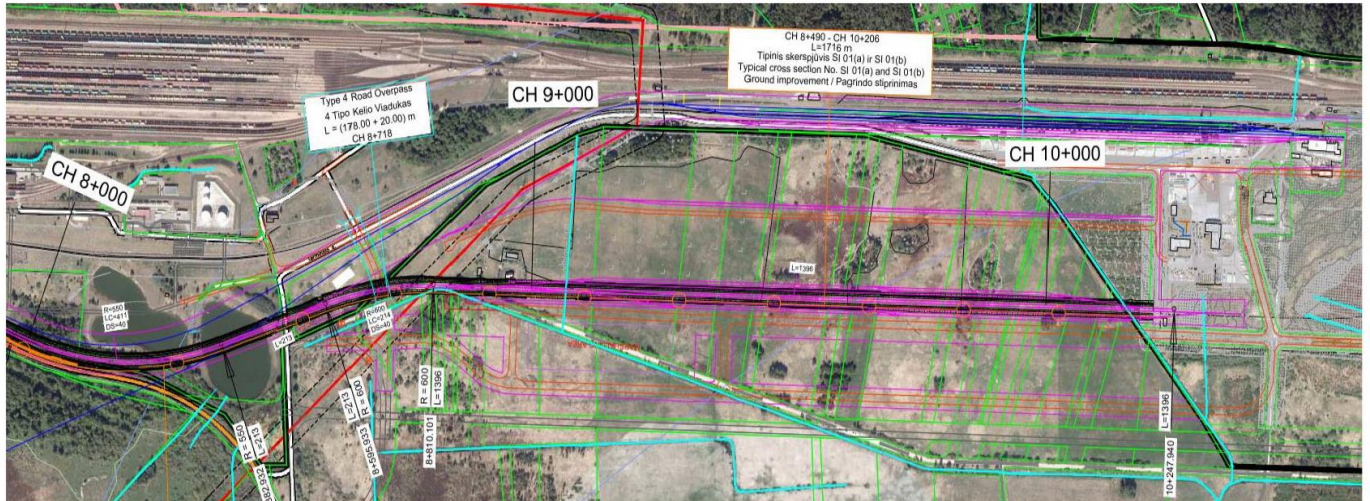 CH 8+490 - CH 10+206
L=1716 m
Tipinis skerspjūvis SI 01(a) ir SI 01(b)
Typical cross section No. SI 01(a) and SI 01(b)
Ground improvement / Pagrindo stiprinimas
Type 4 Road Overpass
4 Tipo Kelio Viadukas
L = (178.00 + 20.00) m
CH 8+718
CH 9+000
CH 10+000
CH 8+000
L=1396
R=550
LC=411
DS=40
R=600
LC=214
DS=40
L=213
R = 550
L=213
382.932
L=213
R = 600
8+595.933
R = 600
L=1396
8+810.101
L=1396
10+247.940